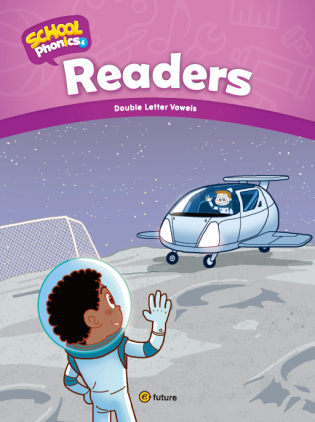 SCHOOL
Phonics 4
Readers
Double Letter Vowels
e future